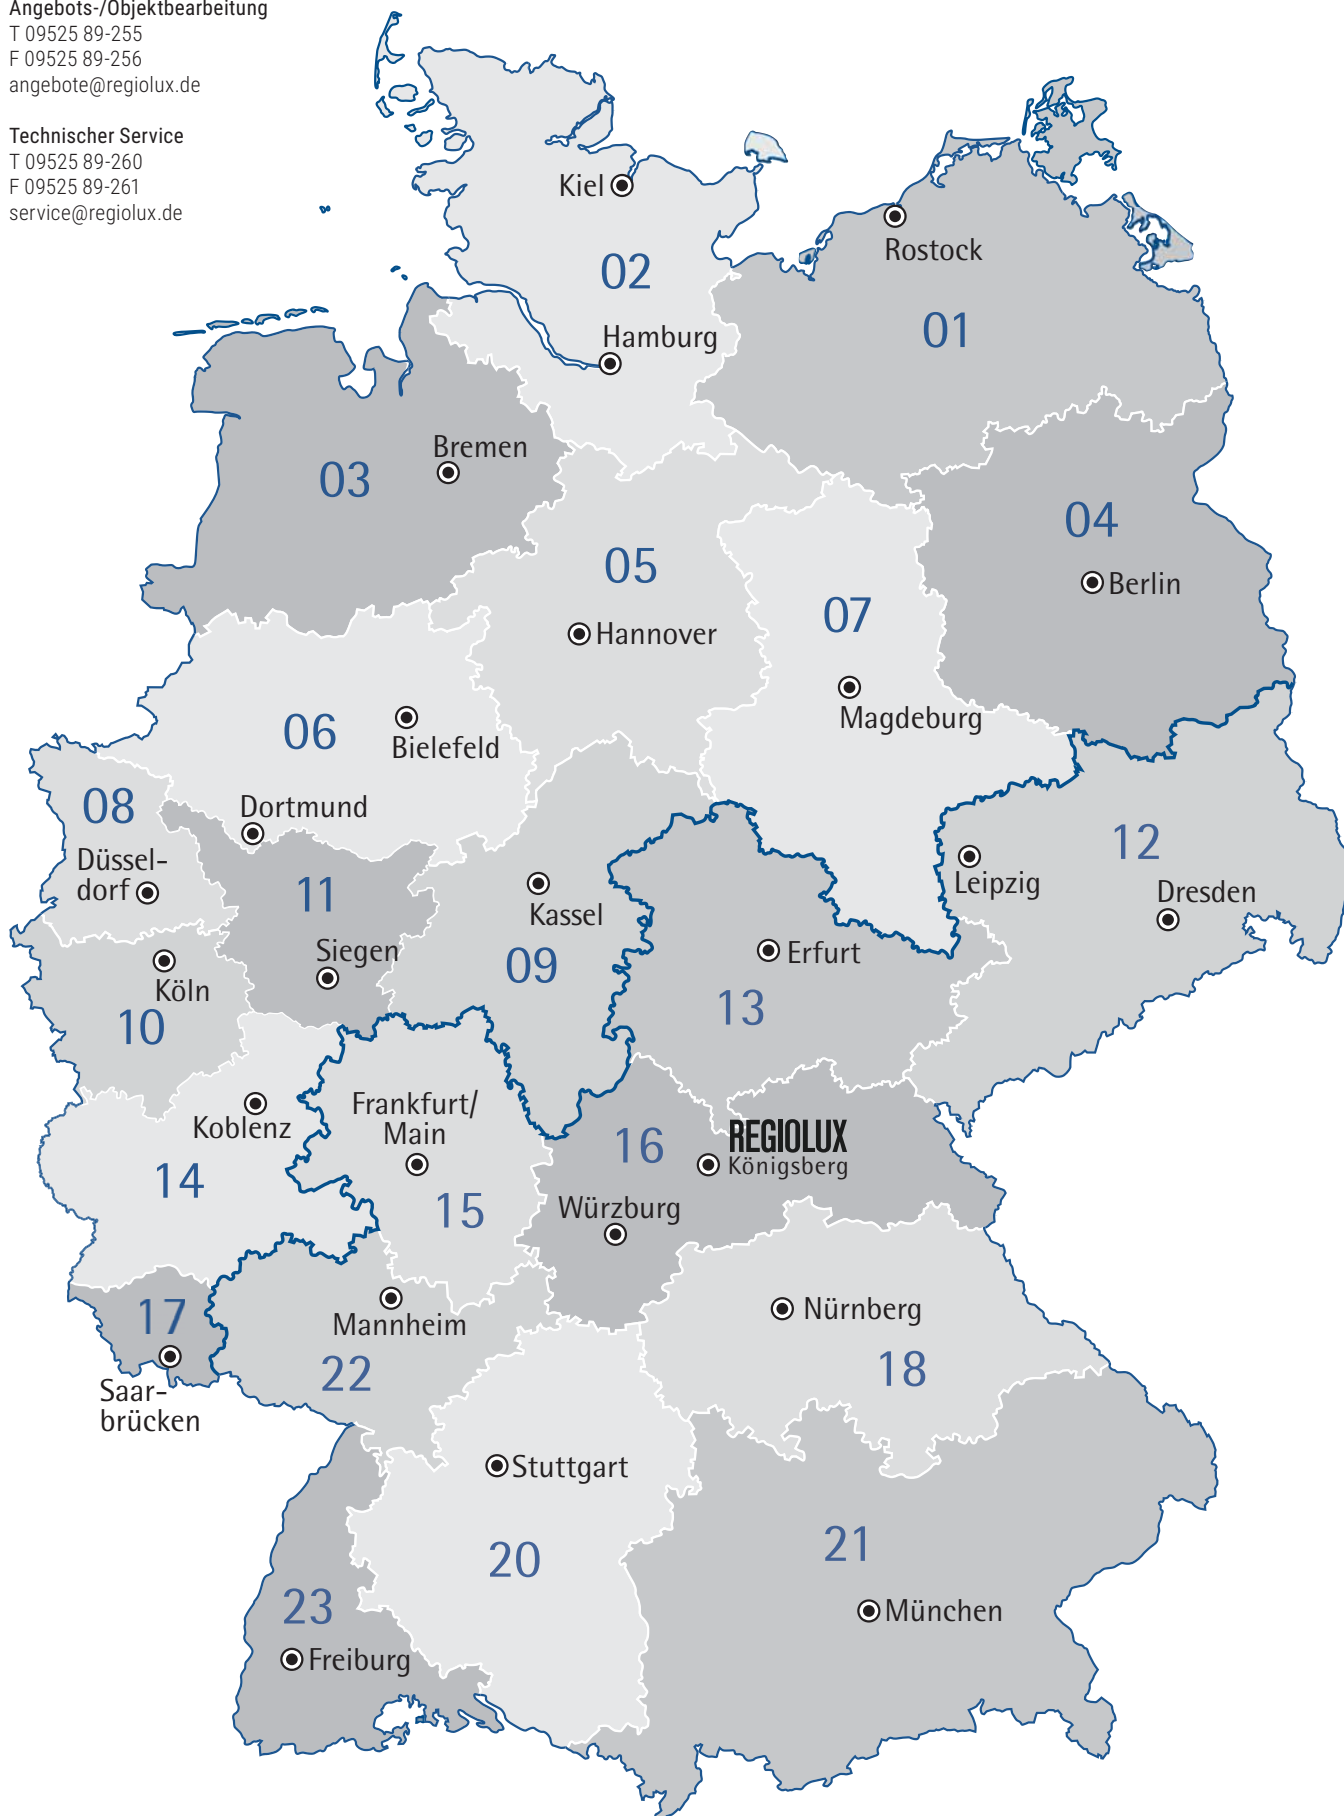 Angebots-/Objektbearbeitung
T 09525 89-255
F 09525 89-256
angebote@regiolux.de
Technischer Service
T 09525 89-260
F 09525 89-261
service@regiolux.de
Kiel
Rostock
02
01
Hamburg
Bremen
03
04
05
Berlin
07
Hannover
Magdeburg
06
Bielefeld
08
Dortmund
12
Düssel-
dorf
11
Leipzig
Dresden
Kassel
Siegen
Erfurt
09
Köln
13
10
Frankfurt/
Main
Koblenz
REGIOLUX
Königsberg
16
14
15
Würzburg
17
Nürnberg
Mannheim
22
18
Saar-
brücken
Stuttgart
21
20
23
München
Freiburg